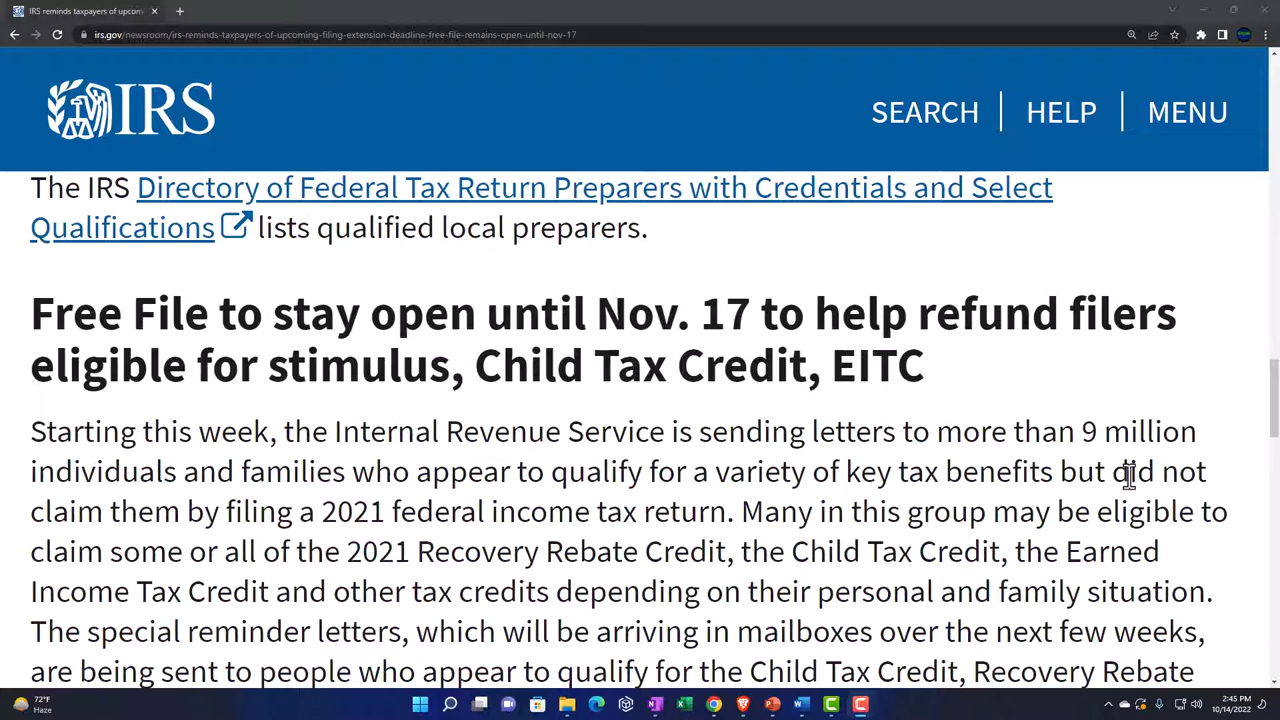 IRS reminds taxpayers of upcomi
irs.gov/newsroom/irs-reminds-taxpayers-of-upcoming-filing-extension-deadline-free-file-remains-open-until-nov-17
IRS
SEARCH
HELP
MENU
The IRS Directory of Federal Tax Return Preparers with Credentials and Select
Qualifications lists qualified local preparers.
Free File to stay open until Nov. 17 to help refund filers
eligible for stimulus, Child Tax Credit, EITC
Starting this week, the Internal Revenue Service is sending letters to more than 9 million
individuals and families who appear to qualify for a variety of key tax benefits but did not
claim them by filing a 2021 federal income tax return. Many in this group may be eligible to
claim some or all of the 2021 Recovery Rebate Credit, the Child Tax Credit, the Earned
Income Tax Credit and other tax credits depending on their personal and family situation.
The special reminder letters, which will be arriving in mailboxes over the next few weeks,
are being sent to people who appear to qualify for the Child Tax Credit, Recovery Rebate
72°F
Haze
2:45 PM
10/14/2022